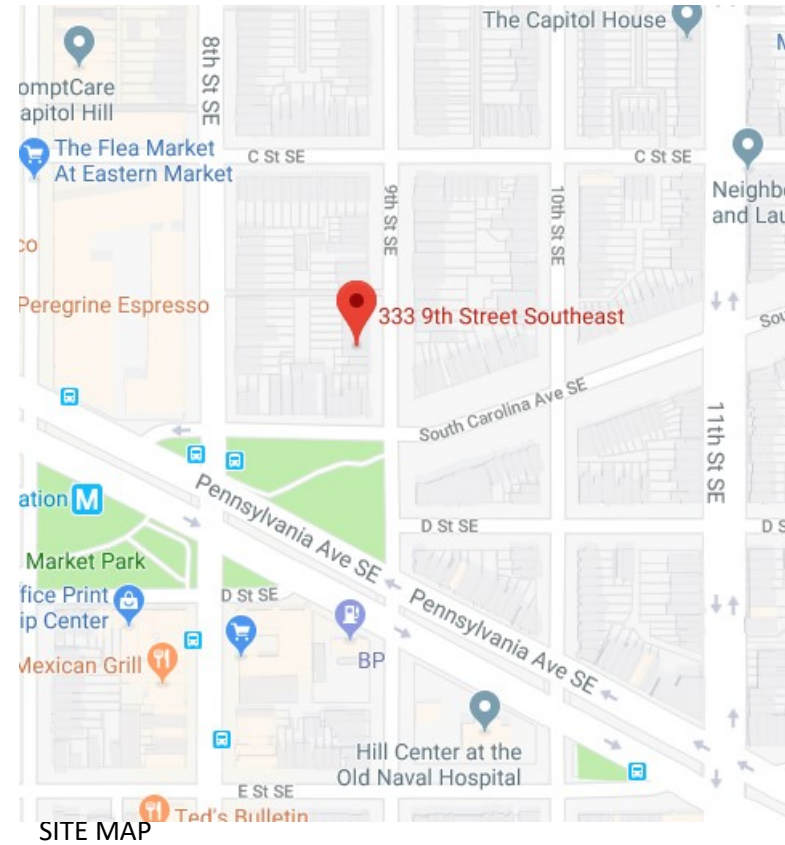 The Capitol House
omptCare
apitol Hill
8th St SE
The Flea Market
At Eastern Market
C St SE
C St SE
9th St SE
10th St SE
Neighb
and Lau
co
Peregrine Espresso
333 9th Street Southeast
Sou
South Carolina Ave SE
11th St SE
ation M
Pennsylvania Ave SE
D St SE
D S
Market Park
fice Print
ip Center
D St SE
Pennsylvania Ave SE
Mexican Grill
BP
Hill Center at the
Old Naval Hospital
E St SE
Ted's Bulletin
SITE MAP